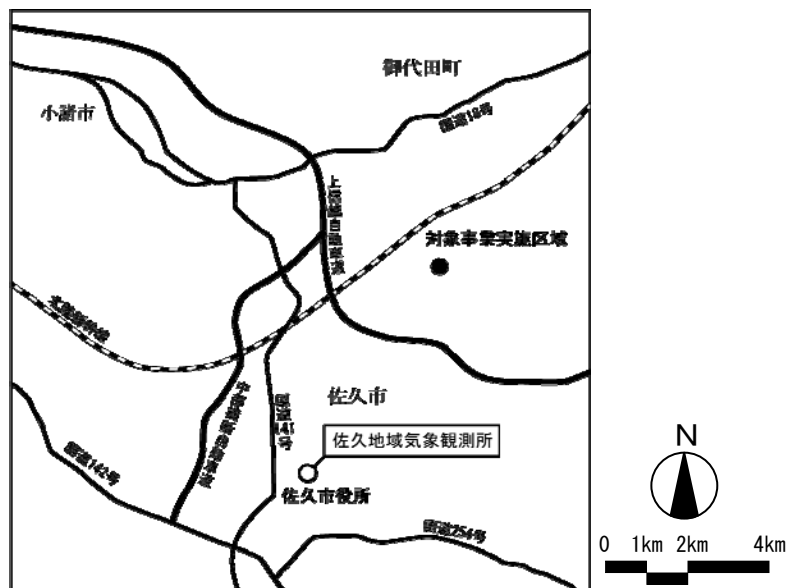 御代田町
小諸市
国道18号
上信越自動車道
対象事業実施区域
北陸新幹線
佐久市
中部横断自動車道
国道141号
佐久地域気象観測所
国道142号
佐久市役所
国道254号
N
0 1km 2km 4km